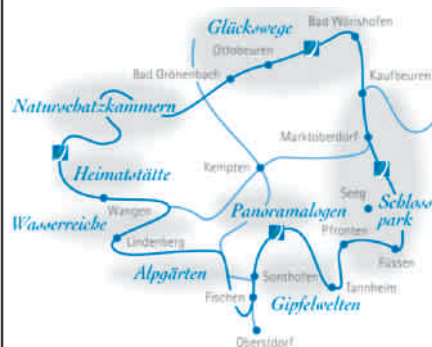 Glückswege
Bad Wörishofen
Ottobeuren
Bad Grönenbach
Kaufbeuren
Naturschatzkammern
Marktoberdorf
Kempten
Heimatstätte
Wangen
Seeg
Schloss
park
Panoramalogen
Wasserreiche
Lindenberg
Pfronten
Füssen
Alpgärten
Sonthofen
Tannheim
Fischen
Gipfelwelten
Oberstdorf